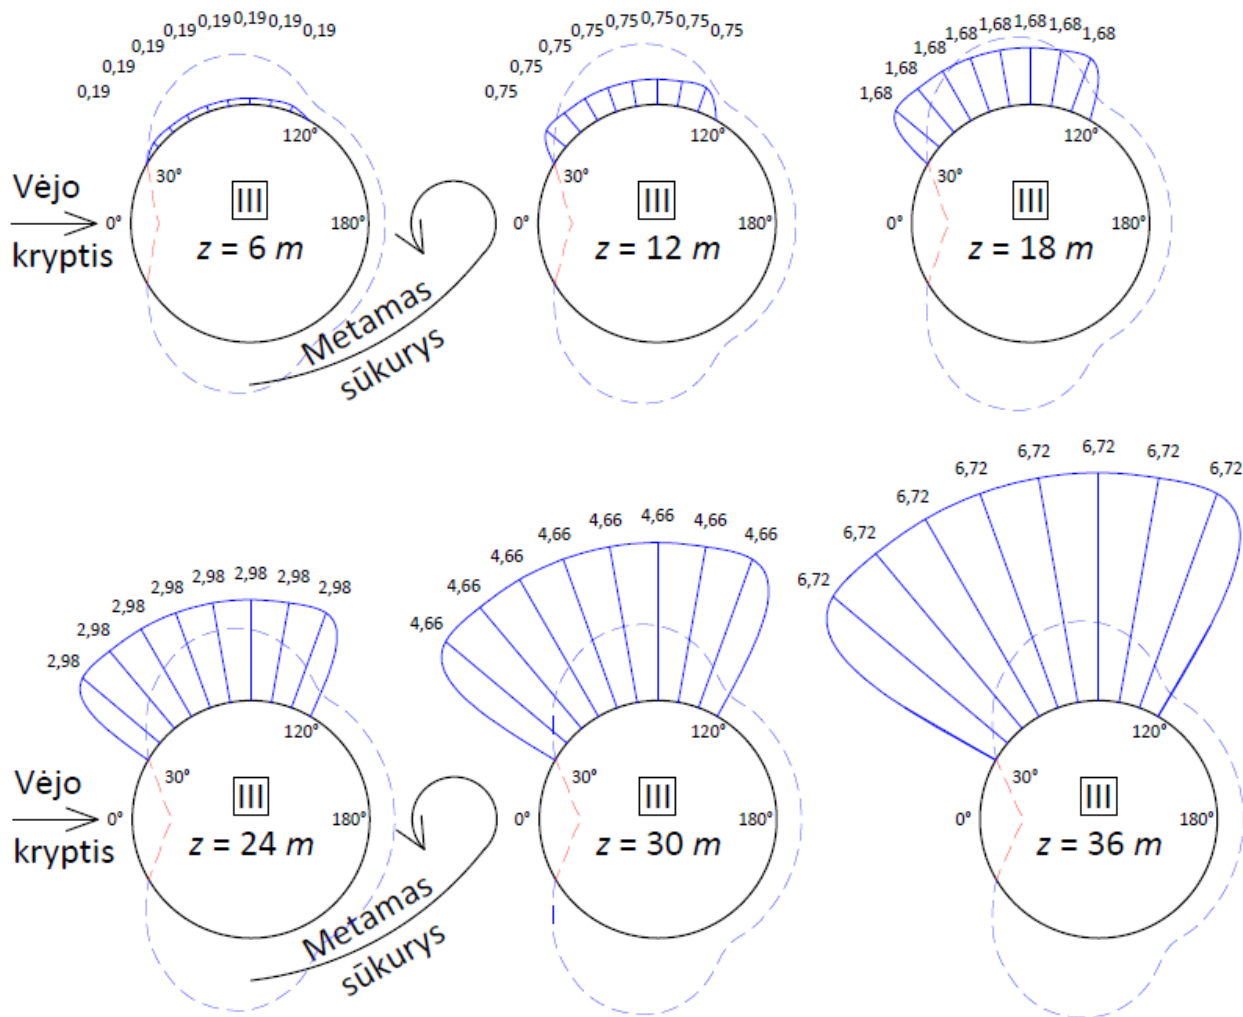 0,19 0,19 0,19 0,19 0,19 0,19 0,19 0,19
120°
30°
III
0° 180°
z = 6 m
Vėjo
kryptis
Metamas
sūkurys
0,75 0,75 0,75 0,75 0,75 0,75 0,75 0,75
120°
30°
III
0° 180°
z = 12 m
1,68 1,68 1,68 1,68 1,68 1,68 1,68 1,68
120°
30°
III
0° 180°
z = 18 m
2,98 2,98 2,98 2,98 2,98 2,98 2,98 2,98
120°
30°
III
0° 180°
z = 24 m
Vėjo
kryptis
Metamas
sūkurys
4,66 4,66 4,66 4,66 4,66 4,66 4,66 4,66
120°
30°
III
0° 180°
z = 30 m
6,72 6,72 6,72 6,72 6,72 6,72 6,72 6,72
120°
30°
III
0° 180°
z = 36 m